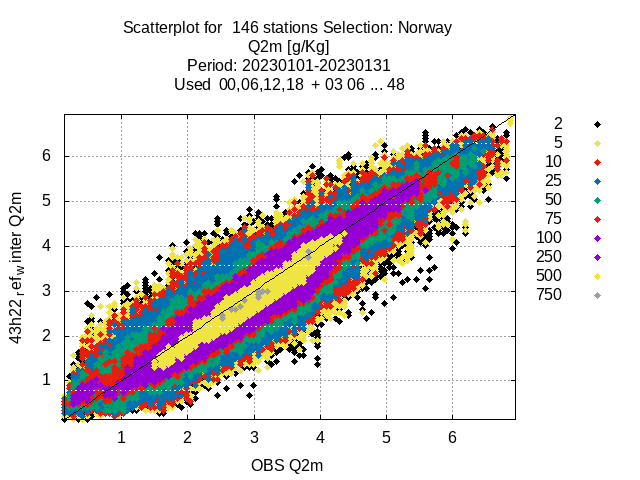 Scatterplot for 146 stations Selection: Norway
Q2m [g/Kg]
Period: 20230101-20230131
Used 00,06,12,18 + 03 06 ... 48
43h22_ref_winter Q2m
6
5
4
3
2
1
1 2 3 4 5 6
OBS Q2m
2
5
10
25
50
75
100
250
500
750